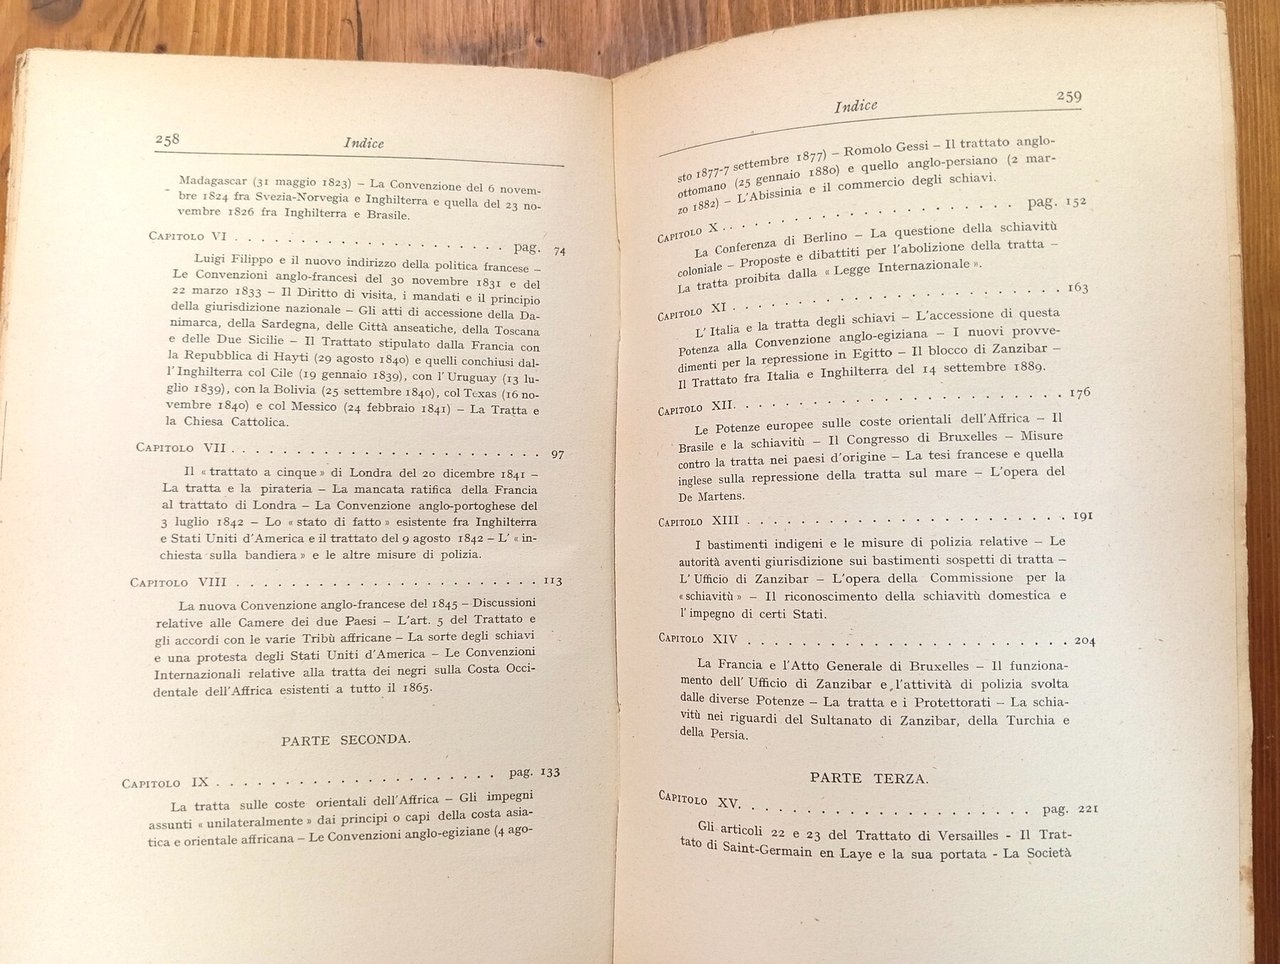 258
Indice
Madagascar (31 maggio 1823) – La Convenzione del 6 novem-
bre 1824 fra Svezia-Norvegia e Inghilterra e quella del 23 no-
vembre 1826 fra Inghilterra e Brasile.
Capitolo VI . . . . . . . . . . . . . . . . . . . . pag. 74
Luigi Filippo e il nuovo indirizzo della politica francese –
Le Convenzioni anglo-francesi del 30 novembre 1831 e del
22 marzo 1833 – Il Diritto di visita, i mandati e il principio
della giurisdizione nazionale – Gli atti di accessione della Da-
nimarca, della Sardegna, delle Città anseatiche, della Toscana
e delle Due Sicilie – Il Trattato stipulato dalla Francia con
la Repubblica di Hayti (29 agosto 1840) e quelli conchiusi dal-
l'Inghilterra col Cile (19 gennaio 1839), con l'Uruguay (13 lu-
glio 1839), con la Bolivia (25 settembre 1840), col Texas (16 no-
vembre 1840) e col Messico (24 febbraio 1841) – La Tratta e
la Chiesa Cattolica.
Capitolo VII . . . . . . . . . . . . . . . . . . . . . . . 97
Il « trattato a cinque » di Londra del 20 dicembre 1841 –
La tratta e la pirateria – La mancata ratifica della Francia
al trattato di Londra – La Convenzione anglo-portoghese del
3 luglio 1842 – Lo « stato di fatto » esistente fra Inghilterra
e Stati Uniti d'America e il trattato del 9 agosto 1842 – L' « in-
chiesta sulla bandiera » e le altre misure di polizia.
Capitolo VIII . . . . . . . . . . . . . . . . . . . . . . . 113
La nuova Convenzione anglo-francese del 1845 – Discussioni
relative alle Camere dei due Paesi – L'art. 5 del Trattato e
gli accordi con le varie Tribù affricane – La sorte degli schiavi
e una protesta degli Stati Uniti d'America – Le Convenzioni
Internazionali relative alla tratta dei negri sulla Costa Occi-
dentale dell'Affrica esistenti a tutto il 1865.
PARTE SECONDA.
Capitolo IX . . . . . . . . . . . . . . . . . . . . pag. 133
La tratta sulle coste orientali dell'Affrica – Gli impegni
assunti « unilateralmente » dai principi o capi della costa asia-
tica e orientale affricana – Le Convenzioni anglo-egiziane (4 ago-
Indice
259
sto 1877-7 settembre 1877) – Romolo Gessi – Il trattato anglo-
ottomano (25 gennaio 1880) e quello anglo-persiano (2 mar-
zo 1882) – L'Abissinia e il commercio degli schiavi.
Capitolo X . . . . . . . . . . . . . . . . . . . . . pag. 152
La Conferenza di Berlino – La questione della schiavitù
coloniale – Proposte e dibattiti per l'abolizione della tratta –
La tratta proibita dalla « Legge Internazionale ».
Capitolo XI . . . . . . . . . . . . . . . . . . . . . . . . 163
L'Italia e la tratta degli schiavi – L'accessione di questa
Potenza alla Convenzione anglo-egiziana – I nuovi provve-
dimenti per la repressione in Egitto – Il blocco di Zanzibar –
Il Trattato fra Italia e Inghilterra del 14 settembre 1889.
Capitolo XII. . . . . . . . . . . . . . . . . . . . . . . . 176
Le Potenze europee sulle coste orientali dell'Affrica – Il
Brasile e la schiavitù – Il Congresso di Bruxelles – Misure
contro la tratta nei paesi d'origine – La tesi francese e quella
inglese sulla repressione della tratta sul mare – L'opera del
De Martens.
Capitolo XIII . . . . . . . . . . . . . . . . . . . . . . . 191
I bastimenti indigeni e le misure di polizia relative – Le
autorità aventi giurisdizione sui bastimenti sospetti di tratta –
L'Ufficio di Zanzibar – L'opera della Commissione per la
« schiavitù » – Il riconoscimento della schiavitù domestica e
l'impegno di certi Stati.
Capitolo XIV . . . . . . . . . . . . . . . . . . . . . . . 204
La Francia e l'Atto Generale di Bruxelles – Il funziona-
mento dell'Ufficio di Zanzibar e l'attività di polizia svolta
dalle diverse Potenze – La tratta e i Protettorati – La schia-
vitù nei riguardi del Sultanato di Zanzibar, della Turchia e
della Persia.
PARTE TERZA.
Capitolo XV. . . . . . . . . . . . . . . . . . . . . pag. 221
Gli articoli 22 e 23 del Trattato di Versailles - Il Trat-
tato di Saint-Germain en Laye e la sua portata - La Società